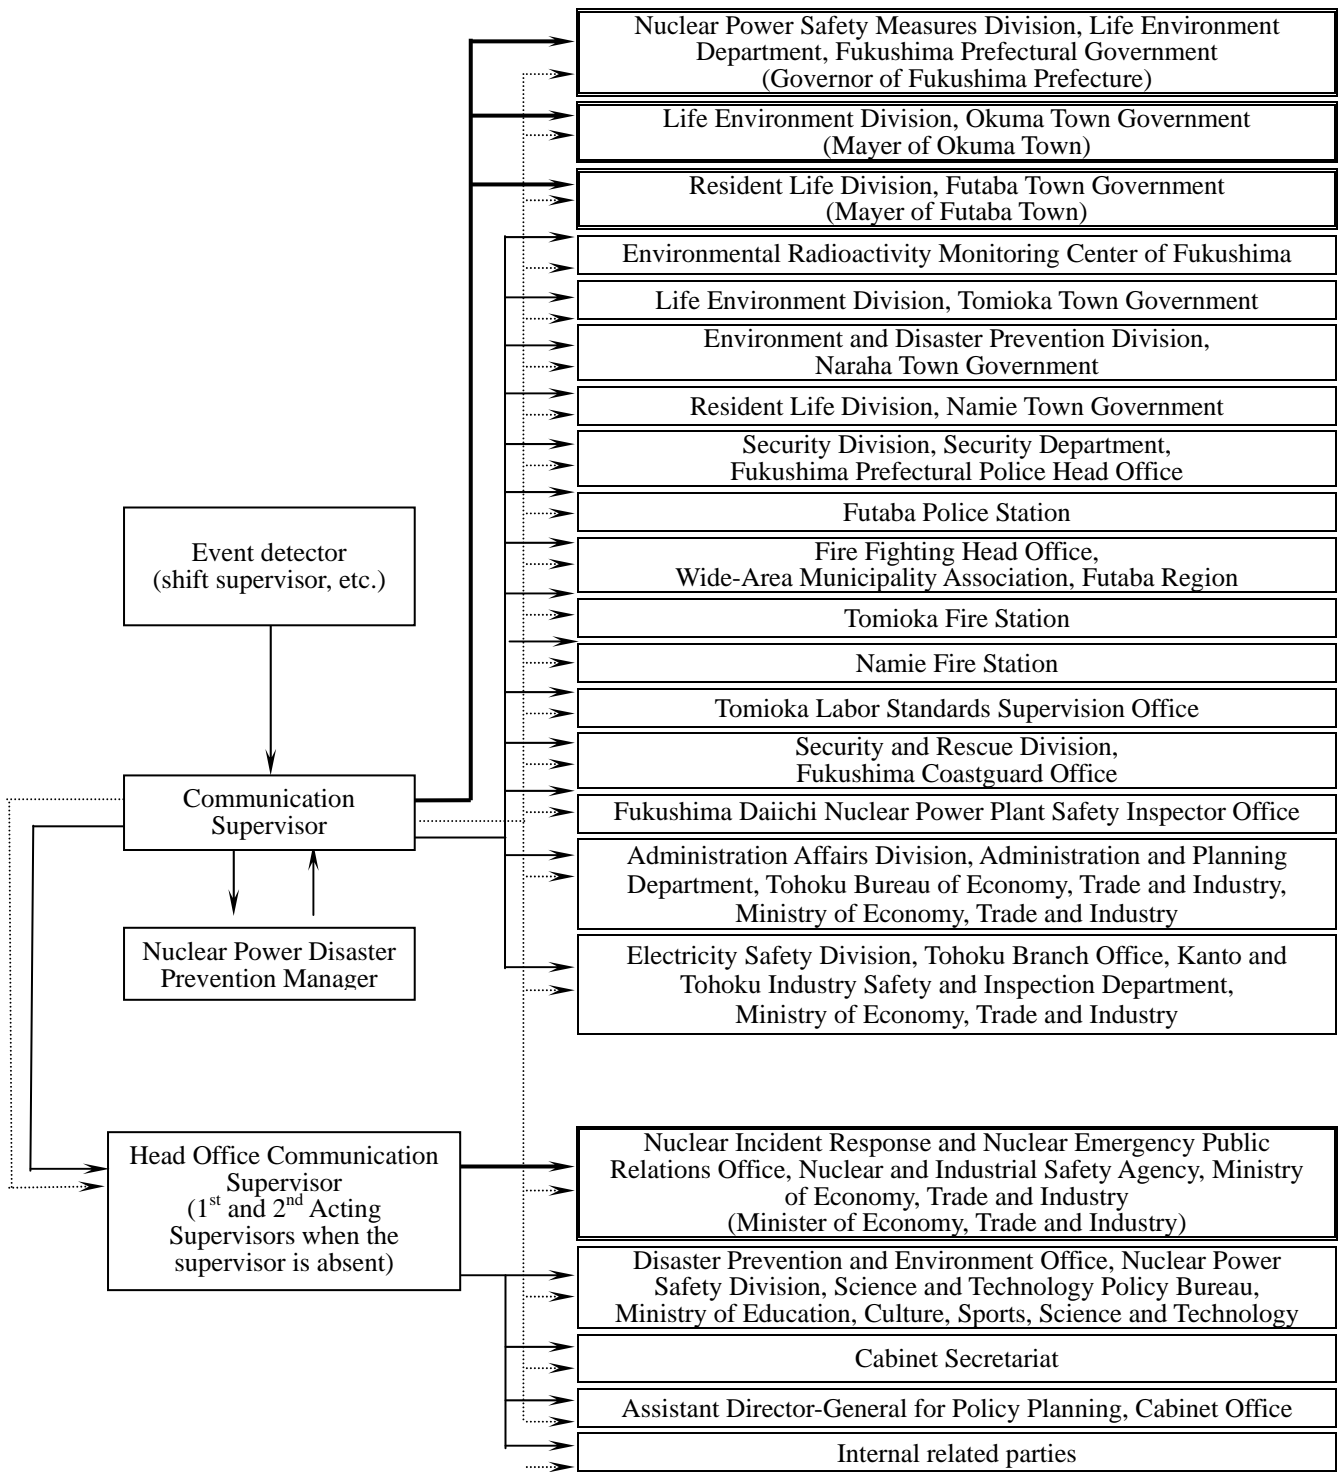 Nuclear Power Safety Measures Division, Life Environment
Department, Fukushima Prefectural Government
(Governor of Fukushima Prefecture)
Life Environment Division, Okuma Town Government
(Mayer of Okuma Town)
Resident Life Division, Futaba Town Government
(Mayer of Futaba Town)
Environmental Radioactivity Monitoring Center of Fukushima
Life Environment Division, Tomioka Town Government
Environment and Disaster Prevention Division,
Naraha Town Government
Resident Life Division, Namie Town Government
Security Division, Security Department,
Fukushima Prefectural Police Head Office
Futaba Police Station
Fire Fighting Head Office,
Wide-Area Municipality Association, Futaba Region
Tomioka Fire Station
Namie Fire Station
Tomioka Labor Standards Supervision Office
Security and Rescue Division,
Fukushima Coastguard Office
Fukushima Daiichi Nuclear Power Plant Safety Inspector Office
Administration Affairs Division, Administration and Planning
Department, Tohoku Bureau of Economy, Trade and Industry,
Ministry of Economy, Trade and Industry
Electricity Safety Division, Tohoku Branch Office, Kanto and
Tohoku Industry Safety and Inspection Department,
Ministry of Economy, Trade and Industry
Event detector
(shift supervisor, etc.)
Communication
Supervisor
Nuclear Power Disaster
Prevention Manager
Head Office Communication
Supervisor
(1st and 2nd Acting
Supervisors when the
supervisor is absent)
Nuclear Incident Response and Nuclear Emergency Public
Relations Office, Nuclear and Industrial Safety Agency, Ministry
of Economy, Trade and Industry
(Minister of Economy, Trade and Industry)
Disaster Prevention and Environment Office, Nuclear Power
Safety Division, Science and Technology Policy Bureau,
Ministry of Education, Culture, Sports, Science and Technology
Cabinet Secretariat
Assistant Director-General for Policy Planning, Cabinet Office
Internal related parties